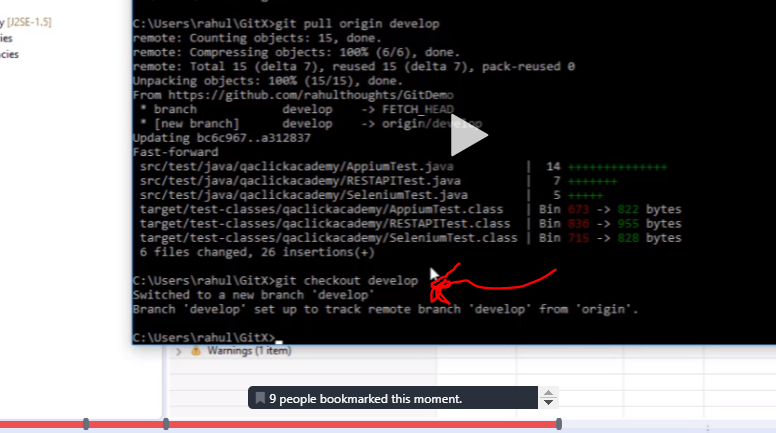 y [J2SE-1.5]
ies
cies
C:\Users\rahul\GitX>git pull origin develop
remote: Counting objects: 15, done.
remote: Compressing objects: 100% (6/6), done.
remote: Total 15 (delta 7), reused 15 (delta 7), pack-reused 0
Unpacking objects: 100% (15/15), done.
From https://github.com/rahulthoughts/GitDemo
 * branch            develop    -> FETCH_HEAD
 * [new branch]      develop    -> origin/develop
Updating bc6c967..a312837
Fast-forward
 src/test/java/qaclickacademy/AppiumTest.java       |  14 ++++++++++++++
 src/test/java/qaclickacademy/RESTAPITest.java      |   7 +++++++
 src/test/java/qaclickacademy/SeleniumTest.java     |   5 +++++
 target/test-classes/qaclickacademy/AppiumTest.class    | Bin 673 -> 822 bytes
 target/test-classes/qaclickacademy/RESTAPITest.class   | Bin 836 -> 955 bytes
 target/test-classes/qaclickacademy/SeleniumTest.class | Bin 715 -> 828 bytes
 6 files changed, 26 insertions(+)
C:\Users\rahul\GitX>git checkout develop
Switched to a new branch 'develop'
Branch 'develop' set up to track remote branch 'develop' from 'origin'.
C:\Users\rahul\GitX>
Warnings (1 item)
9 people bookmarked this moment.